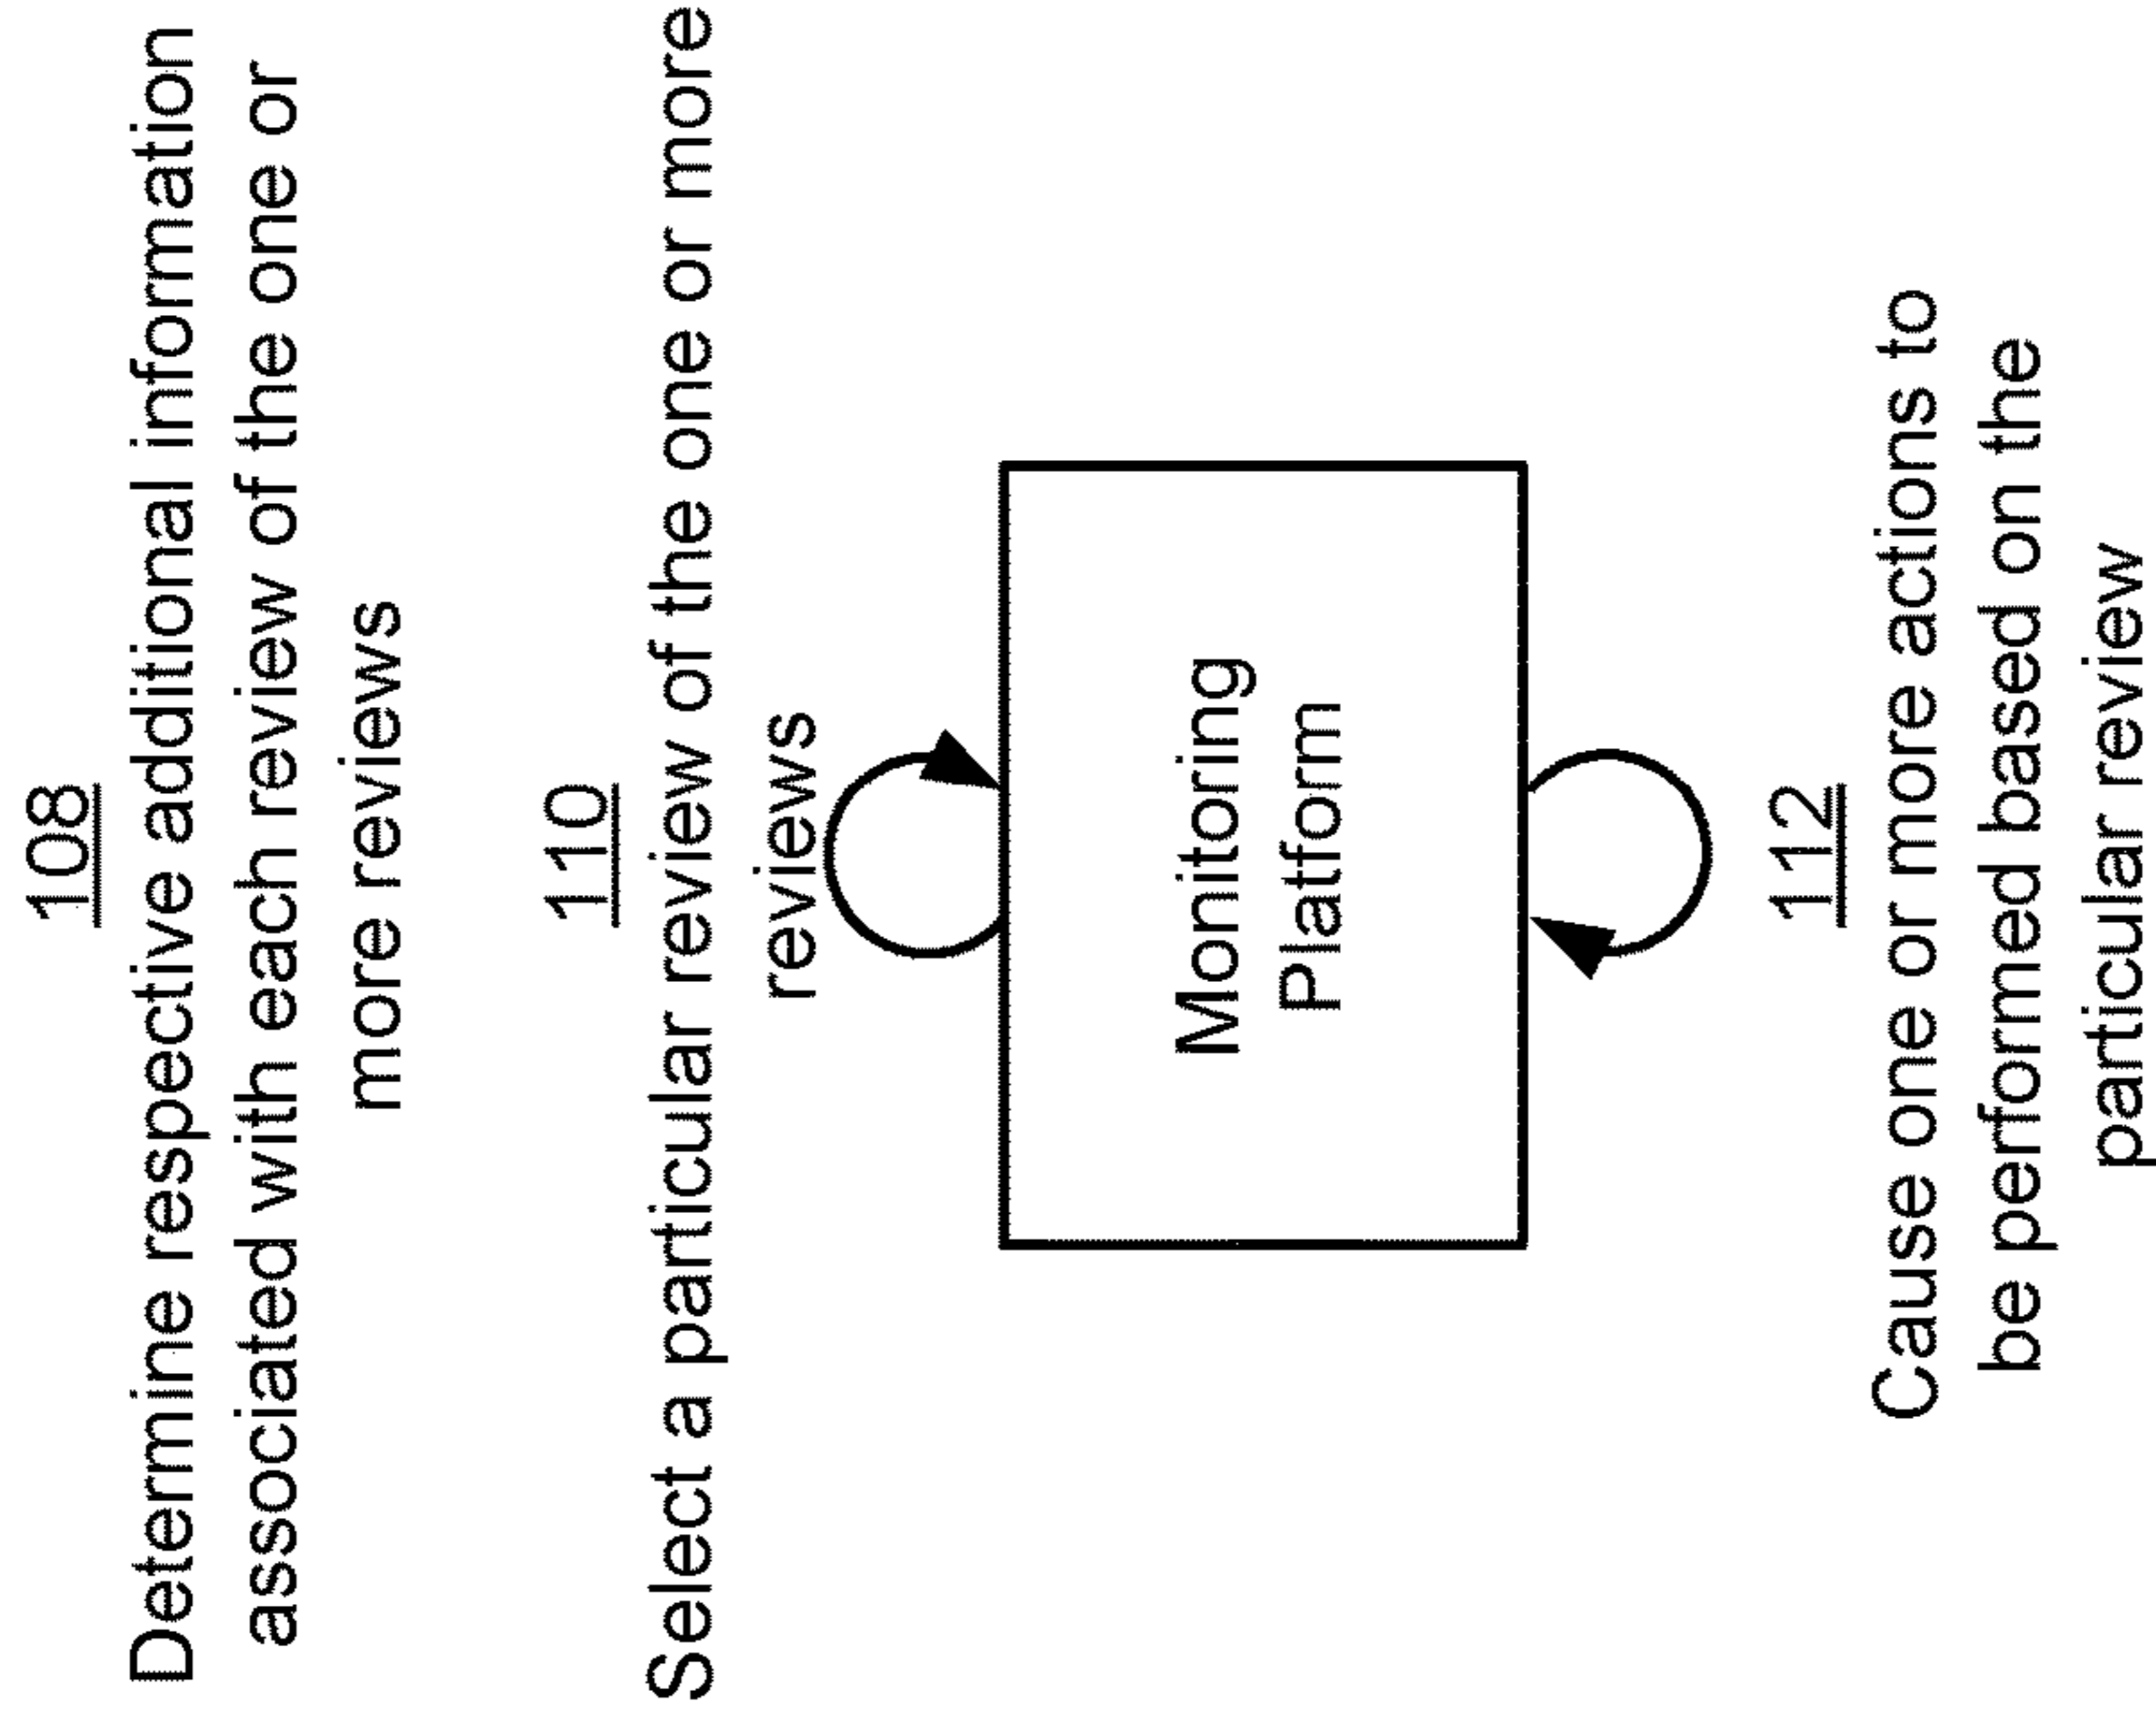 108
Determine respective additional information
associated with each review of the one or
more reviews
110
Select a particular review of the one or more
reviews
Monitoring
Platform
112
Cause one or more actions to
be performed based on the
particular review